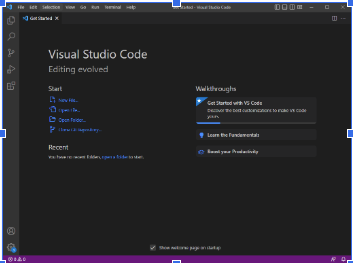 File Edit Selection View Go Run Terminal Help
Get Started - Visual Studio Code
Get Started
Visual Studio Code
Editing evolved
Start
New File...
Open File...
Open Folder...
Clone Git Repository...
Recent
You have no recent folders, open a folder to start.
Walkthroughs
Get Started with VS Code
Discover the best customizations to make VS Code
yours.
Learn the Fundamentals
Boost your Productivity
Show welcome page on startup
0 0